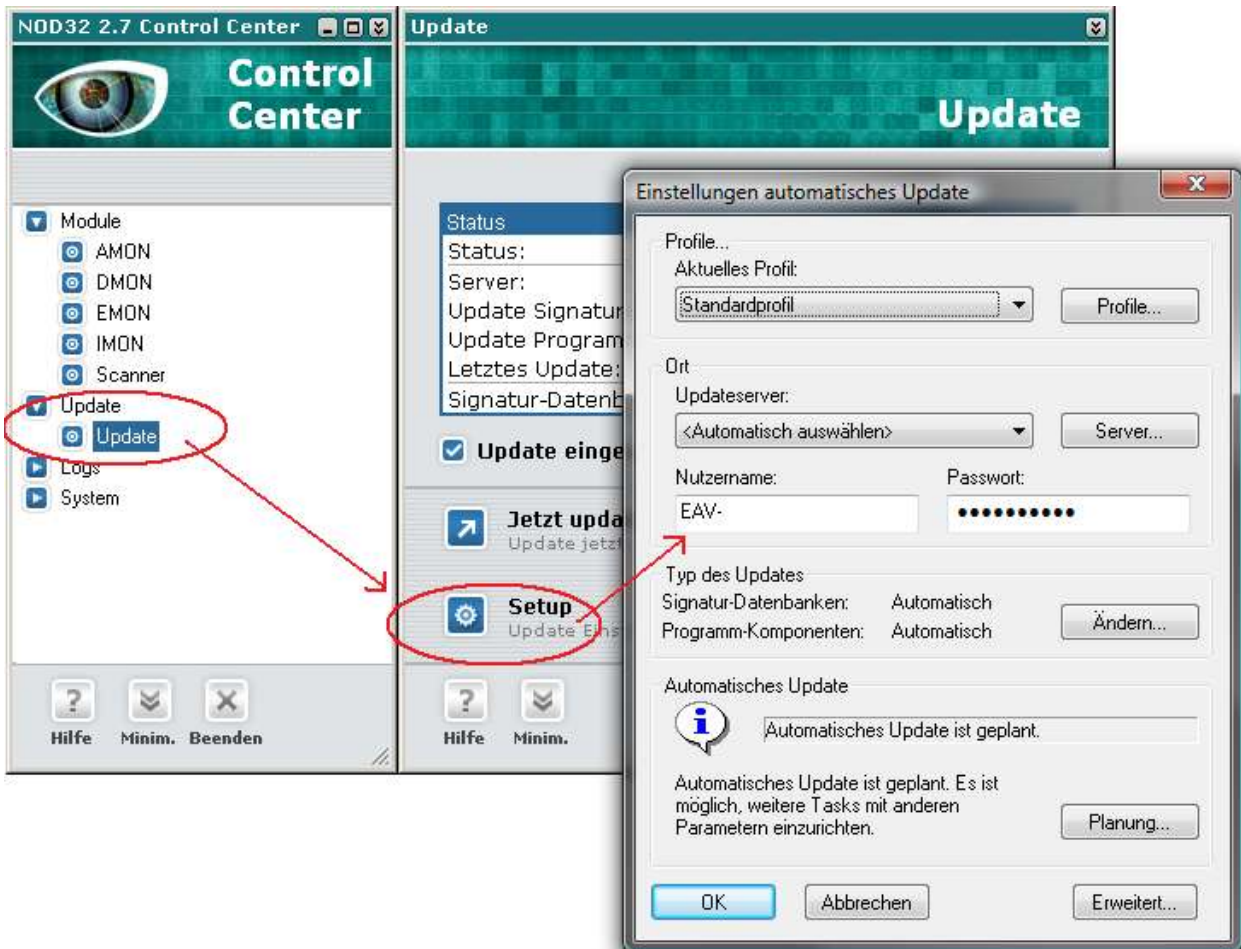 NOD32 2.7 Control Center
Control
Center
Module
AMON
DMON
EMON
IMON
Scanner
Update
Update
Logs
System
Hilfe
Minim.
Beenden
Update
Update
Status
Status:
Server:
Update Signatur
Update Program
Letztes Update:
Signatur-Datenb
Update einge
Jetzt upda
Update jetzt
Setup
Update Eins
Hilfe
Minim.
Einstellungen automatisches Update
Profile...
Aktuelles Profil:
Standardprofil
Profile...
Ort
Updateserver:
<Automatisch auswählen>
Server...
Nutzername:
Passwort:
EAV-
●●●●●●●●●●
Typ des Updates
Signatur-Datenbanken: Automatisch
Programm-Komponenten: Automatisch
Ändern...
Automatisches Update
Automatisches Update ist geplant.
Automatisches Update ist geplant. Es ist
möglich, weitere Tasks mit anderen
Parametern einzurichten.
Planung...
OK
Abbrechen
Erweitert...